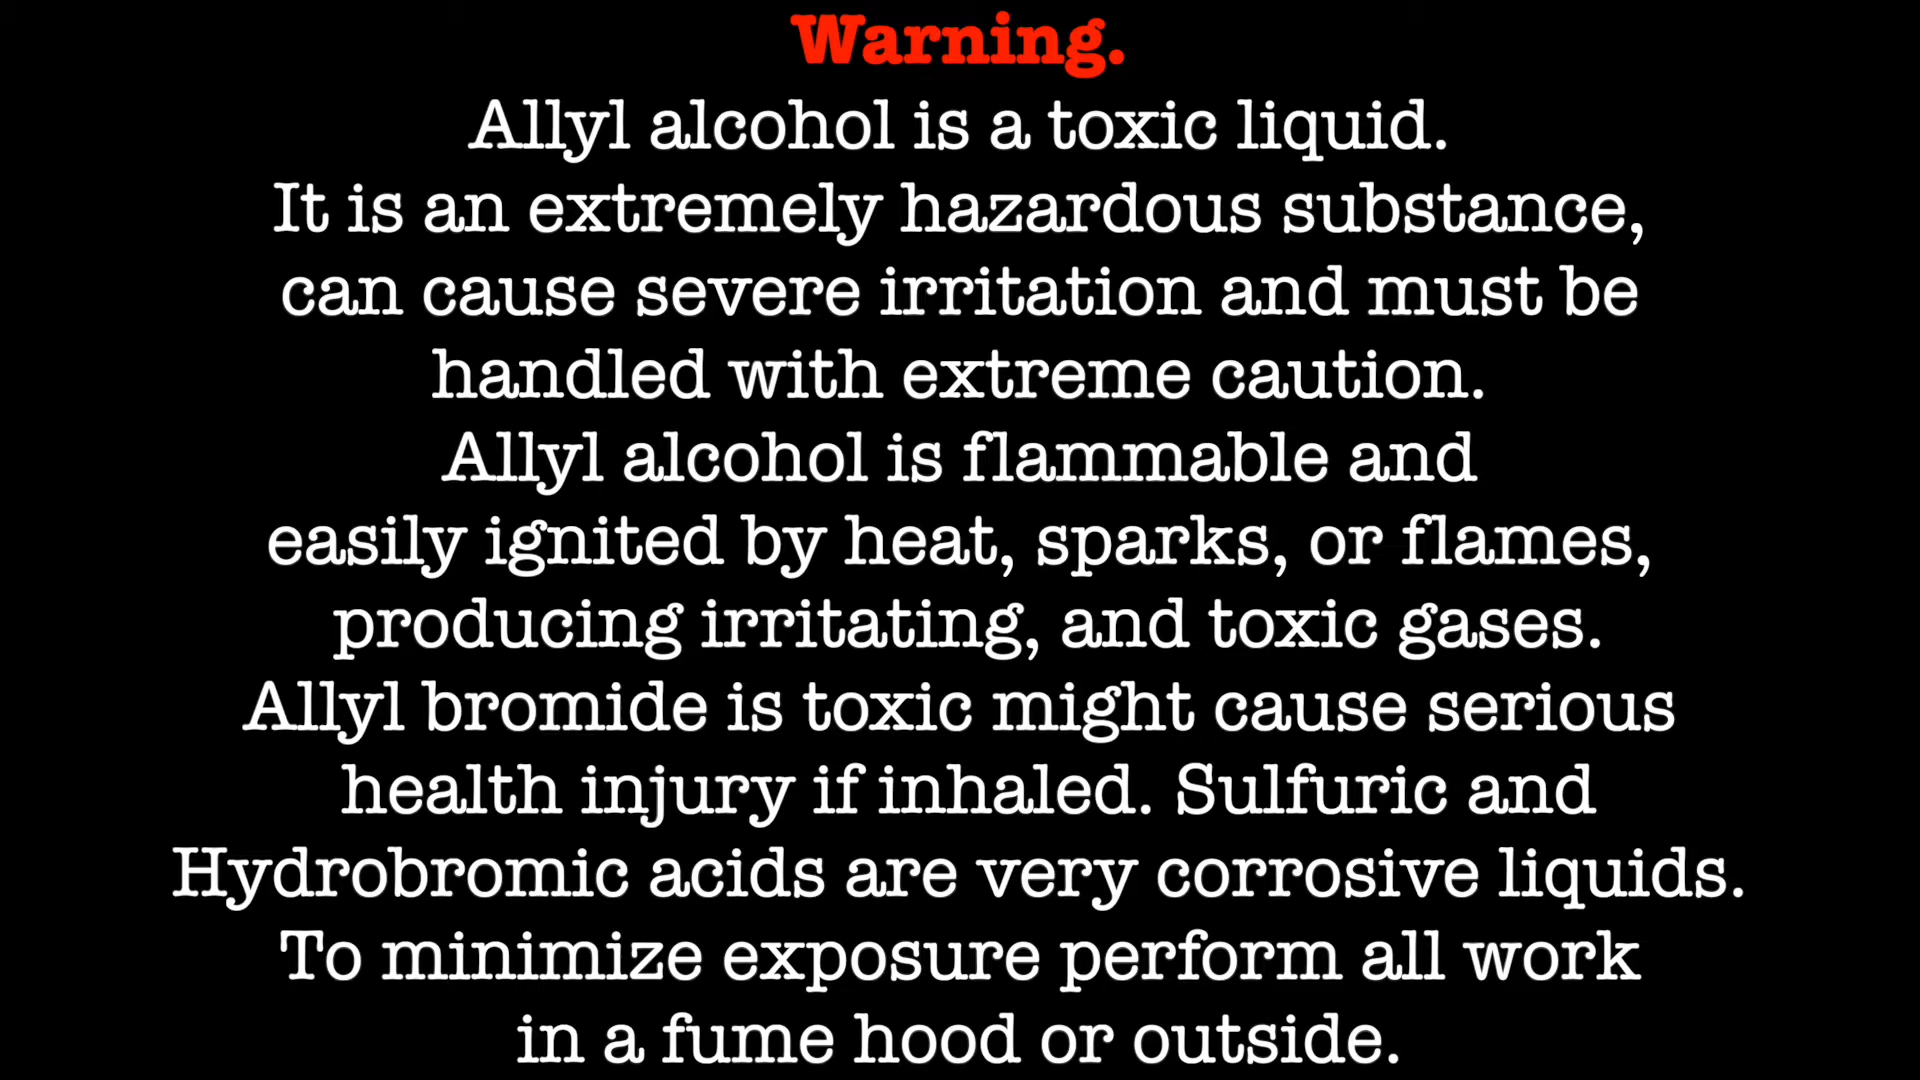 Warning.
Allyl alcohol is a toxic liquid.
It is an extremely hazardous substance,
can cause severe irritation and must be
handled with extreme caution.
Allyl alcohol is flammable and
easily ignited by heat, sparks, or flames,
producing irritating, and toxic gases.
Allyl bromide is toxic might cause serious
health injury if inhaled. Sulfuric and
Hydrobromic acids are very corrosive liquids.
To minimize exposure perform all work
in a fume hood or outside.